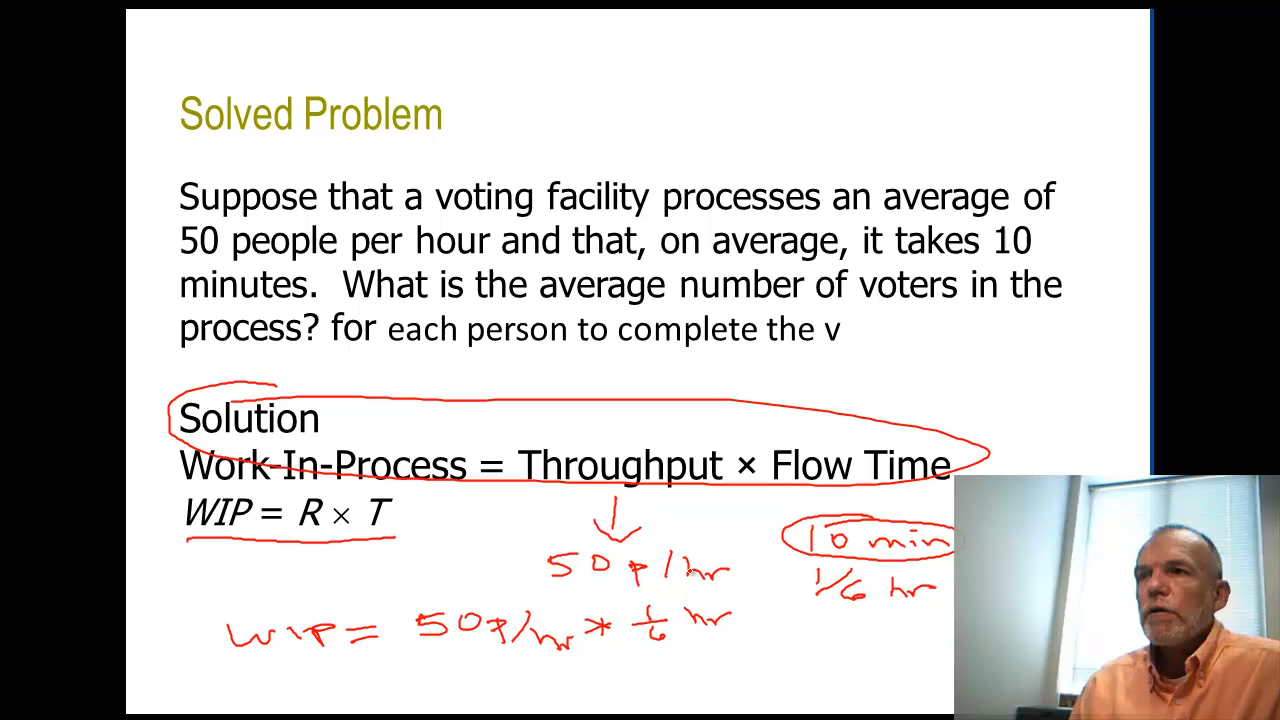 Solved Problem
Suppose that a voting facility processes an average of
50 people per hour and that, on average, it takes 10
minutes. What is the average number of voters in the
process? for each person to complete the v
Solution
Work-In-Process = Throughput × Flow Time
WIP = R × T
10 min
50 p/hr
1/6 hr
WIP = 50p/hr * 1/6 hr